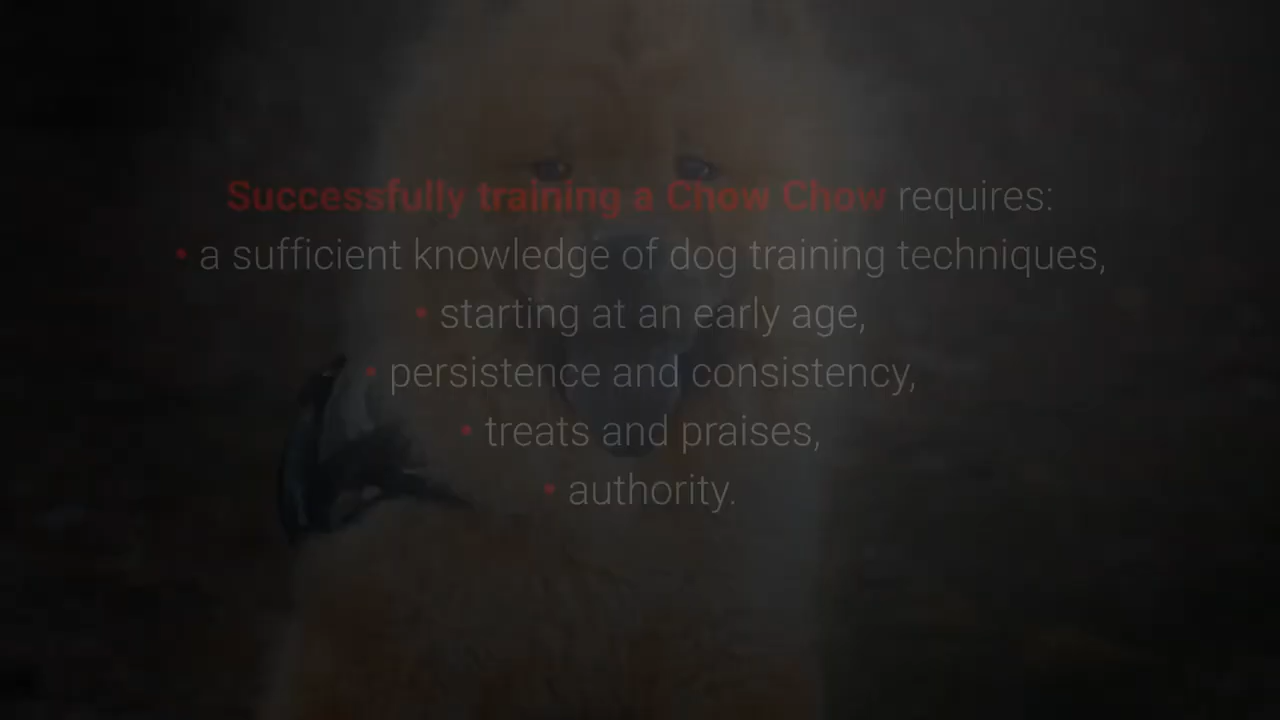 Successfully training a Chow Chow requires:
• a sufficient knowledge of dog training techniques,
• starting at an early age,
• persistence and consistency,
• treats and praises,
• authority.